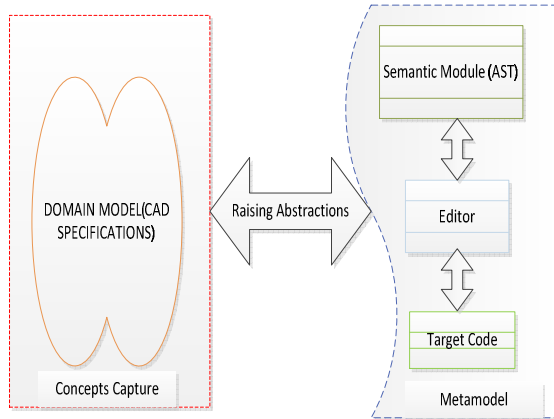 DOMAIN MODEL(CAD
SPECIFICATIONS)
Concepts Capture
Raising Abstractions
Semantic Module (AST)
Editor
Target Code
Metamodel